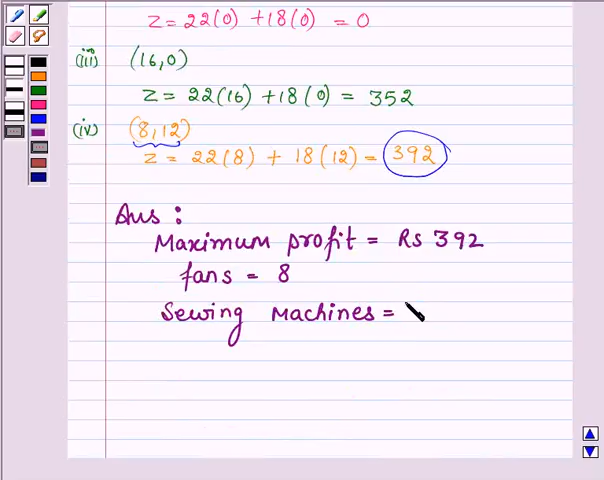 z = 22(0) + 18(0) = 0
(iii) (16,0)
z = 22(16) + 18(0) = 352
(iv) (8,12)
z = 22(8) + 18(12) = 392
Ans :
Maximum profit = Rs 392
fans = 8
Sewing Machines =